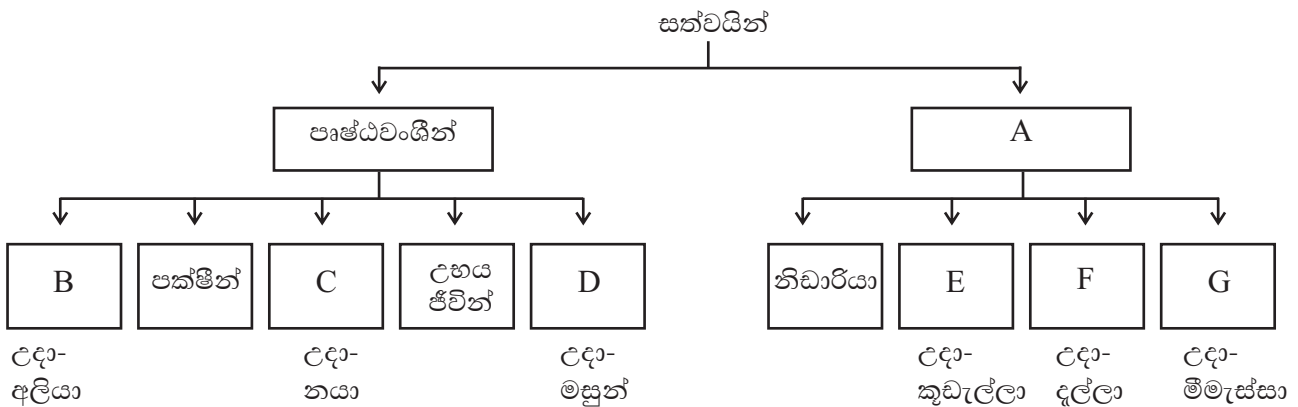 සත්වයින්
පෘෂ්ඨවංශීන්
A
B
පක්ෂීන්
C
උභය
ජීවින්
D
නිඩාරියා
E
F
G
උදා-
අලියා
උදා-
නයා
උදා-
මසුන්
උදා-
කූඩැල්ලා
උදා-
දැල්ලා
උදා-
මීමැස්සා